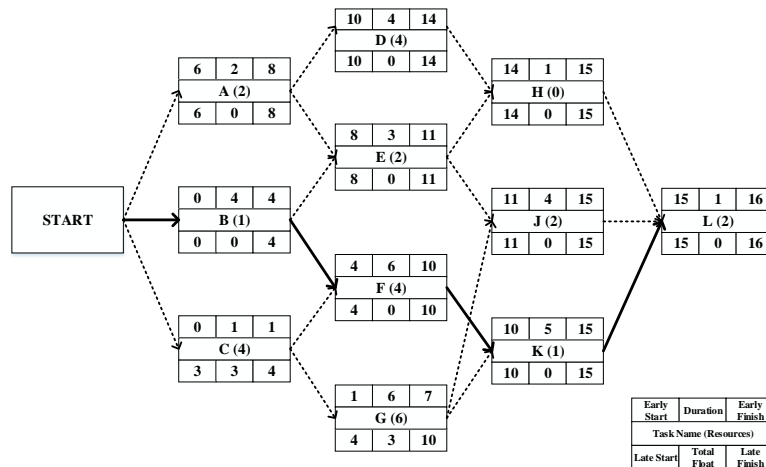 START
6 2 8
A (2)
6 0 8
0 4 4
B (1)
0 0 4
0 1 1
C (4)
3 3 4
10 4 14
D (4)
10 0 14
8 3 11
E (2)
8 0 11
4 6 10
F (4)
4 0 10
1 6 7
G (6)
4 3 10
14 1 15
H (0)
14 0 15
11 4 15
J (2)
11 0 15
10 5 15
K (1)
10 0 15
15 1 16
L (2)
15 0 16
Early Start Duration Early Finish
Task Name (Resources)
Late Start Total Float Late Finish